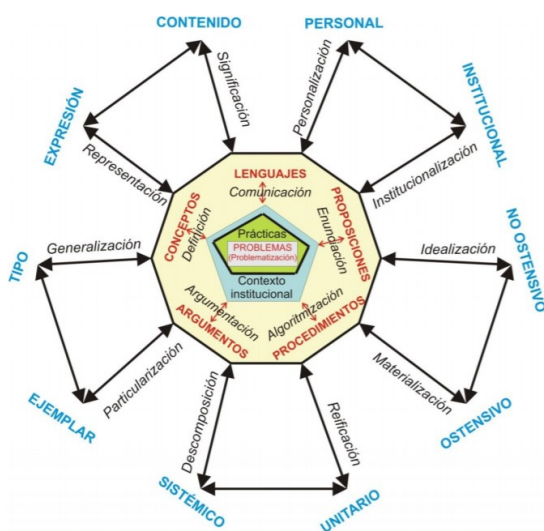 CONTENIDO
PERSONAL
Significación
Personalización
EXPRESIÓN
INSTITUCIONAL
Representación
Institucionalización
LENGUAJES
Comunicación
CONCEPTOS
Definición
PROPOSICIONES
Enunciación
Prácticas
PROBLEMAS
(Problematización)
Contexto
institucional
TIPO
Generalización
Idealización
NO OSTENSIVO
Argumentación
ARGUMENTOS
Algoritmización
PROCEDIMIENTOS
EJEMPLAR
Particularización
Materialización
OSTENSIVO
Descomposición
Reificación
SISTÉMICO
UNITARIO